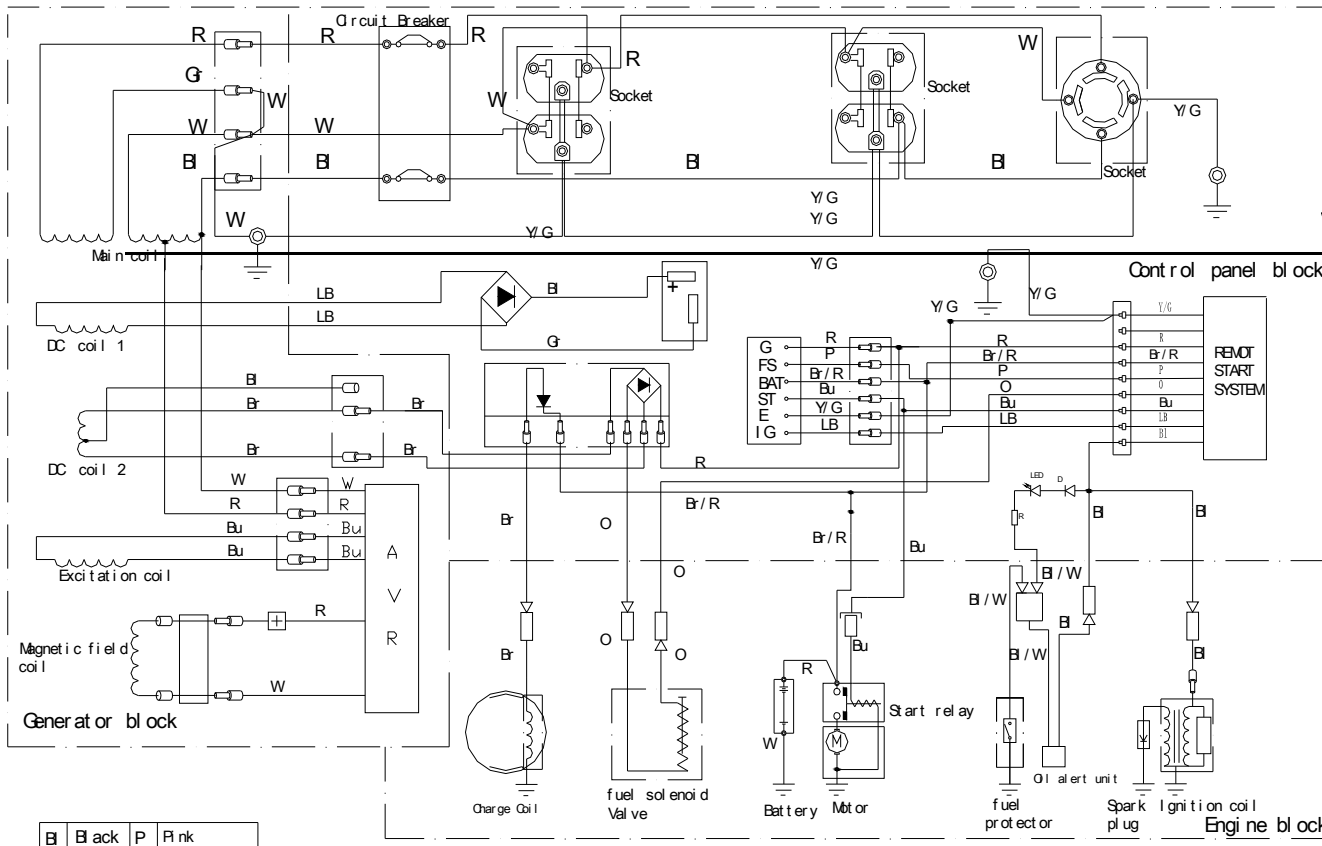 Circuit Breaker
R
R
R
R
Gr
W
W
W
W
W
Bl
Bl
Bl
Bl
Socket
Socket
Socket
W
Y/G
Y/G
Y/G
Y/G
Y/G
Main coil
Control panel block
LB
LB
Bl
Gr
+
DC coil 1
Y/G
Y/G
G
FS
BAT
ST
E
IG
R
P
Br/R
Bu
Y/G
LB
R
Br/R
P
O
Bu
LB
Y/G
R
Br/R
P
O
Bu
LB
Bl
REMOT
START
SYSTEM
Bl
Br
Br
Br
Br
DC coil 2
R
Br/R
W
W
R
R
Bu
Bu
Bu
Bu
Excitation coil
A
V
R
LED
D
R
Br
O
Br/R
Bu
Bl
Bl
O
Bl/W
Bl/W
Bl
R
+
W
Magnetic field
coil
Generator block
Br
O
O
Bu
Bl/W
Bl
R
W
M
Start relay
Charge Coil
fuel solenoid
Valve
Battery
Motor
fuel
protector
Oil alert unit
Spark
plug
Ignition coil
Engine block
Bl Black P Pink